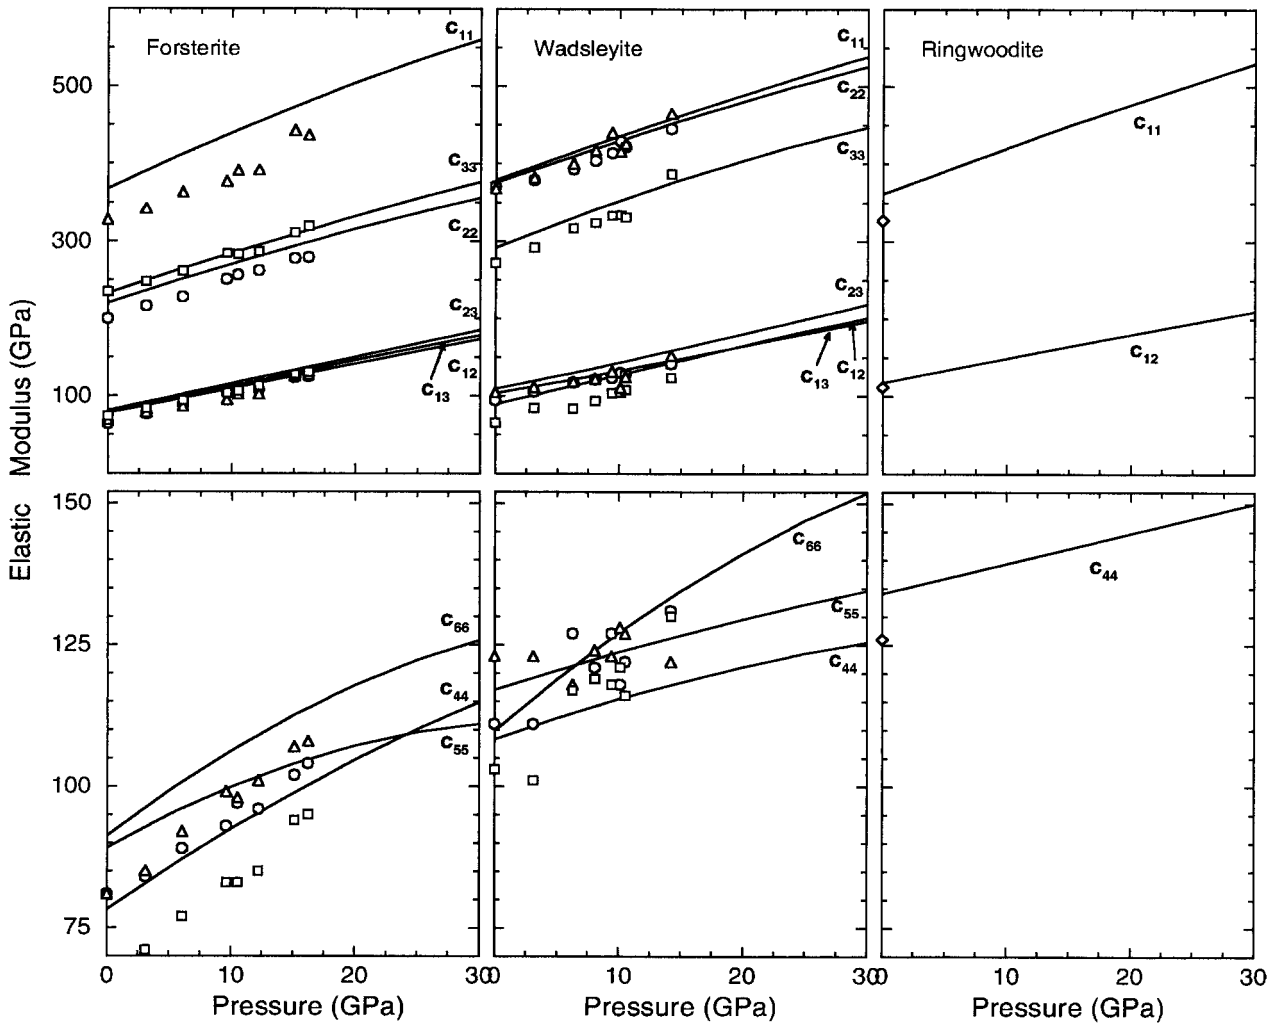 Forsterite
Wadsleyite
Ringwoodite
c11
c33
c22
c23
c12
c13
c11
c22
c33
c23
c12
c13
c11
c12
500
300
100
Elastic Modulus (GPa)
150
125
100
75
c66
c44
c55
c66
c55
c44
c44
0 10 20 30
0 10 20 30
0 10 20 30
Pressure (GPa) Pressure (GPa) Pressure (GPa)